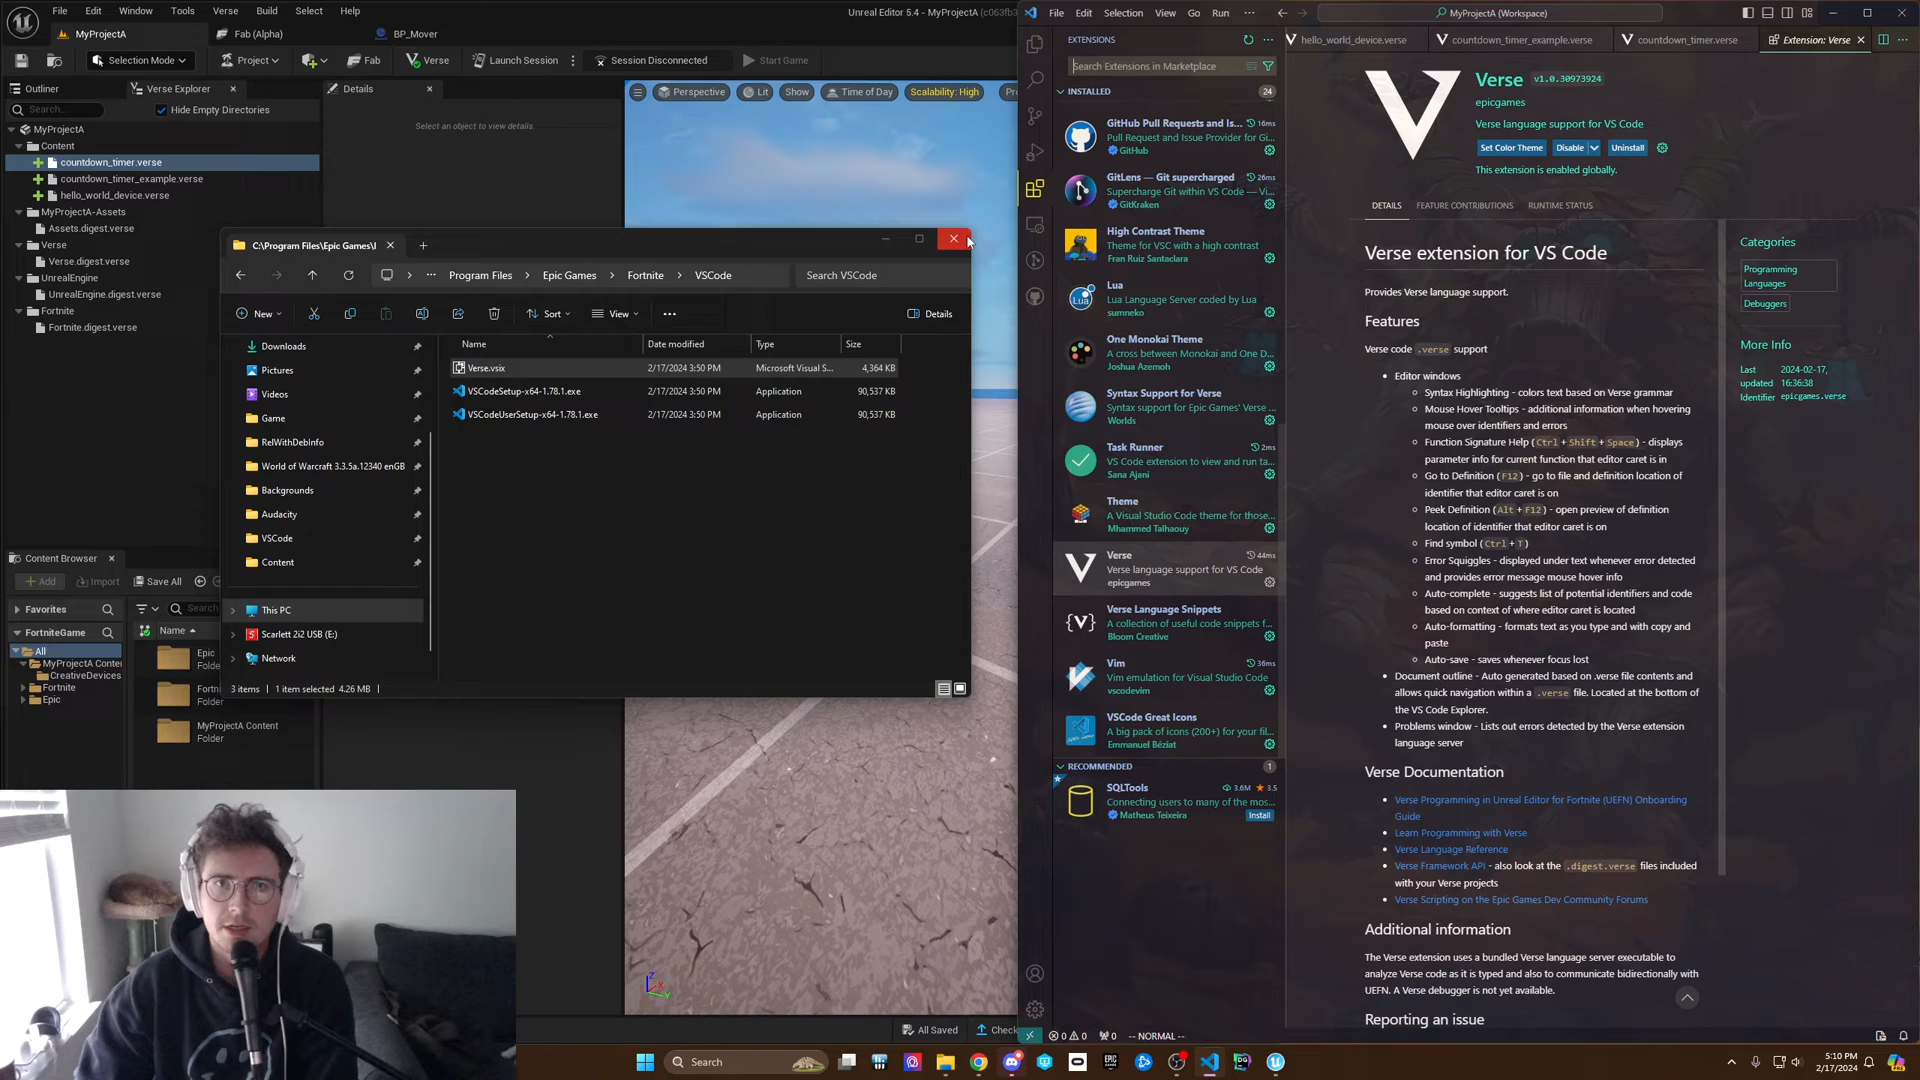 File Edit Window Tools Verse Build Select Help
Unreal Editor 5.4 - MyProjectA (c063fb3
MyProjectA
Fab (Alpha)
BP_Mover
Selection Mode
Project
Fab
Verse
Launch Session
Session Disconnected
Start Game
Outliner
Verse Explorer
Details
Search...
Hide Empty Directories
Select an object to view details.
MyProjectA
Content
countdown_timer.verse
countdown_timer_example.verse
hello_world_device.verse
MyProjectA-Assets
Assets.digest.verse
Verse
Verse.digest.verse
UnrealEngine
UnrealEngine.digest.verse
Fortnite
Fortnite.digest.verse
Perspective
Lit
Show
Time of Day
Scalability: High
C:\Program Files\Epic Games\
Program Files > Epic Games > Fortnite > VSCode
Search VSCode
New
Sort
View
Details
Name
Date modified
Type
Size
Verse.vsix 2/17/2024 3:50 PM Microsoft Visual S... 4,364 KB
VSCodeSetup-x64-1.78.1.exe 2/17/2024 3:50 PM Application 90,537 KB
VSCodeUserSetup-x64-1.78.1.exe 2/17/2024 3:50 PM Application 90,537 KB
Downloads
Pictures
Videos
Game
RelWithDebInfo
World of Warcraft 3.3.5a.12340 enGB
Backgrounds
Audacity
VSCode
Content
This PC
Scarlett 2i2 USB (E:)
Network
3 items
1 item selected 4.26 MB
Content Browser
Add
Import
Save All
Favorites
Search
FortniteGame
Name
All
MyProjectA Conte
CreativeDevices
Fortnite
Epic
Epic
Folder
Fortni
Folder
MyProjectA Content
Folder
Z
X
Y
All Saved
Check
File Edit Selection View Go Run
MyProjectA (Workspace)
EXTENSIONS
Search Extensions in Marketplace
INSTALLED
24
GitHub Pull Requests and Is...
16ms
Pull Request and Issue Provider for Gi...
GitHub
GitLens — Git supercharged
26ms
Supercharge Git within VS Code — Vi...
GitKraken
High Contrast Theme
Theme for VSC with a high contrast
Fran Ruiz Santaclara
Lua
Lua Language Server coded by Lua
sumneko
One Monokai Theme
A cross between Monokai and One D...
Joshua Azemoh
Syntax Support for Verse
Syntax support for Epic Games' Verse ...
Worlds
Task Runner
2ms
VS Code extension to view and run ta...
Sana Ajani
Theme
A Visual Studio Code theme for those...
Mhammed Talhaouy
Verse
44ms
Verse language support for VS Code
epicgames
Verse Language Snippets
A collection of useful code snippets f...
Bloom Creative
Vim
36ms
Vim emulation for Visual Studio Code
vscodevim
VSCode Great Icons
A big pack of icons (200+) for your fil...
Emmanuel Béziat
RECOMMENDED
1
SQLTools
3.6M
3.5
Connecting users to many of the mos...
Matheus Teixeira
Install
hello_world_device.verse
countdown_timer_example.verse
countdown_timer.verse
Extension: Verse
Verse v1.0.30973924
epicgames
Verse language support for VS Code
Set Color Theme
Disable
Uninstall
This extension is enabled globally.
DETAILS
FEATURE CONTRIBUTIONS
RUNTIME STATUS
Verse extension for VS Code
Provides Verse language support.
Features
Verse code .verse support
Editor windows
Syntax Highlighting - colors text based on Verse grammar
Mouse Hover Tooltips - additional information when hovering
mouse over identifiers and errors
Function Signature Help (Ctrl + Shift + Space) - displays
parameter info for current function that editor caret is in
Go to Definition (F12) - go to file and definition location of
identifier that editor caret is on
Peek Definition (Alt + F12) - open preview of definition
location of identifier that editor caret is on
Find symbol (Ctrl + T)
Error Squiggles - displayed under text whenever error detected
and provides error message mouse hover info
Auto-complete - suggests list of potential identifiers and code
based on context of where editor caret is located
Auto-formatting - formats text as you type and with copy and
paste
Auto-save - saves whenever focus lost
Document outline - Auto generated based on .verse file contents and
allows quick navigation within a .verse file. Located at the bottom of
the VS Code Explorer.
Problems window - Lists out errors detected by the Verse extension
language server
Verse Documentation
Verse Programming in Unreal Editor for Fortnite (UEFN) Onboarding
Guide
Learn Programming with Verse
Verse Language Reference
Verse Framework API - also look at the .digest.verse files included
with your Verse projects
Verse Scripting on the Epic Games Dev Community Forums
Additional information
The Verse extension uses a bundled Verse language server executable to
analyze Verse code as it is typed and also to communicate bidirectionally with
UEFN. A Verse debugger is not yet available.
Reporting an issue
Categories
Programming
Languages
Debuggers
More Info
Last 2024-02-17,
updated 16:36:38
Identifier epicgames.verse
0 0
0
-- NORMAL --
Search
5:10 PM
2/17/2024